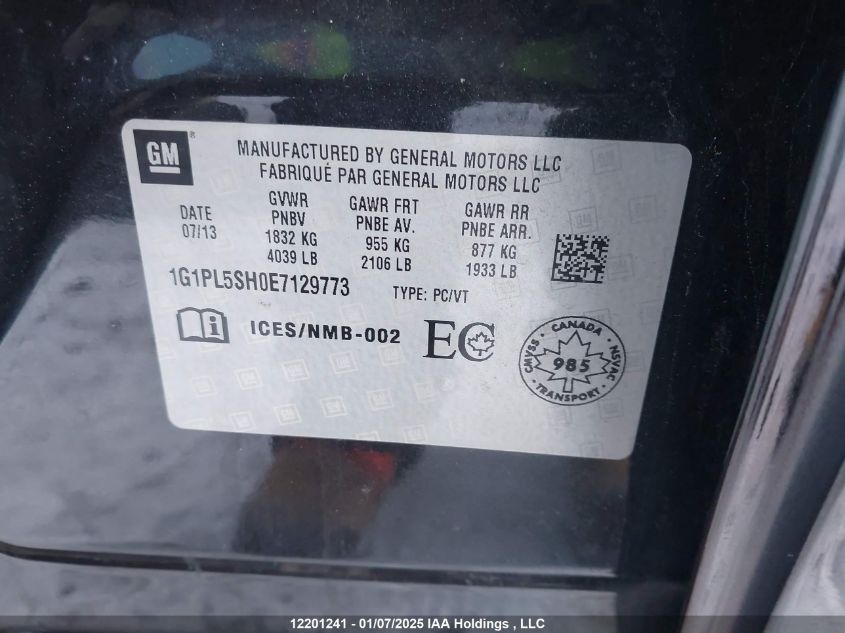 GM®
MANUFACTURED BY GENERAL MOTORS LLC
FABRIQUÉ PAR GENERAL MOTORS LLC
DATE
07/13
GVWR
PNBV
1832 KG
4039 LB
GAWR FRT
PNBE AV.
955 KG
2106 LB
GAWR RR
PNBE ARR.
877 KG
1933 LB
1G1PL5SH0E7129773
TYPE: PC/VT
i ICES/NMB-002
EC
CANADA
CMVSS · NSVAC
985
TRANSPORT
12201241 - 01/07/2025 IAA Holdings , LLC